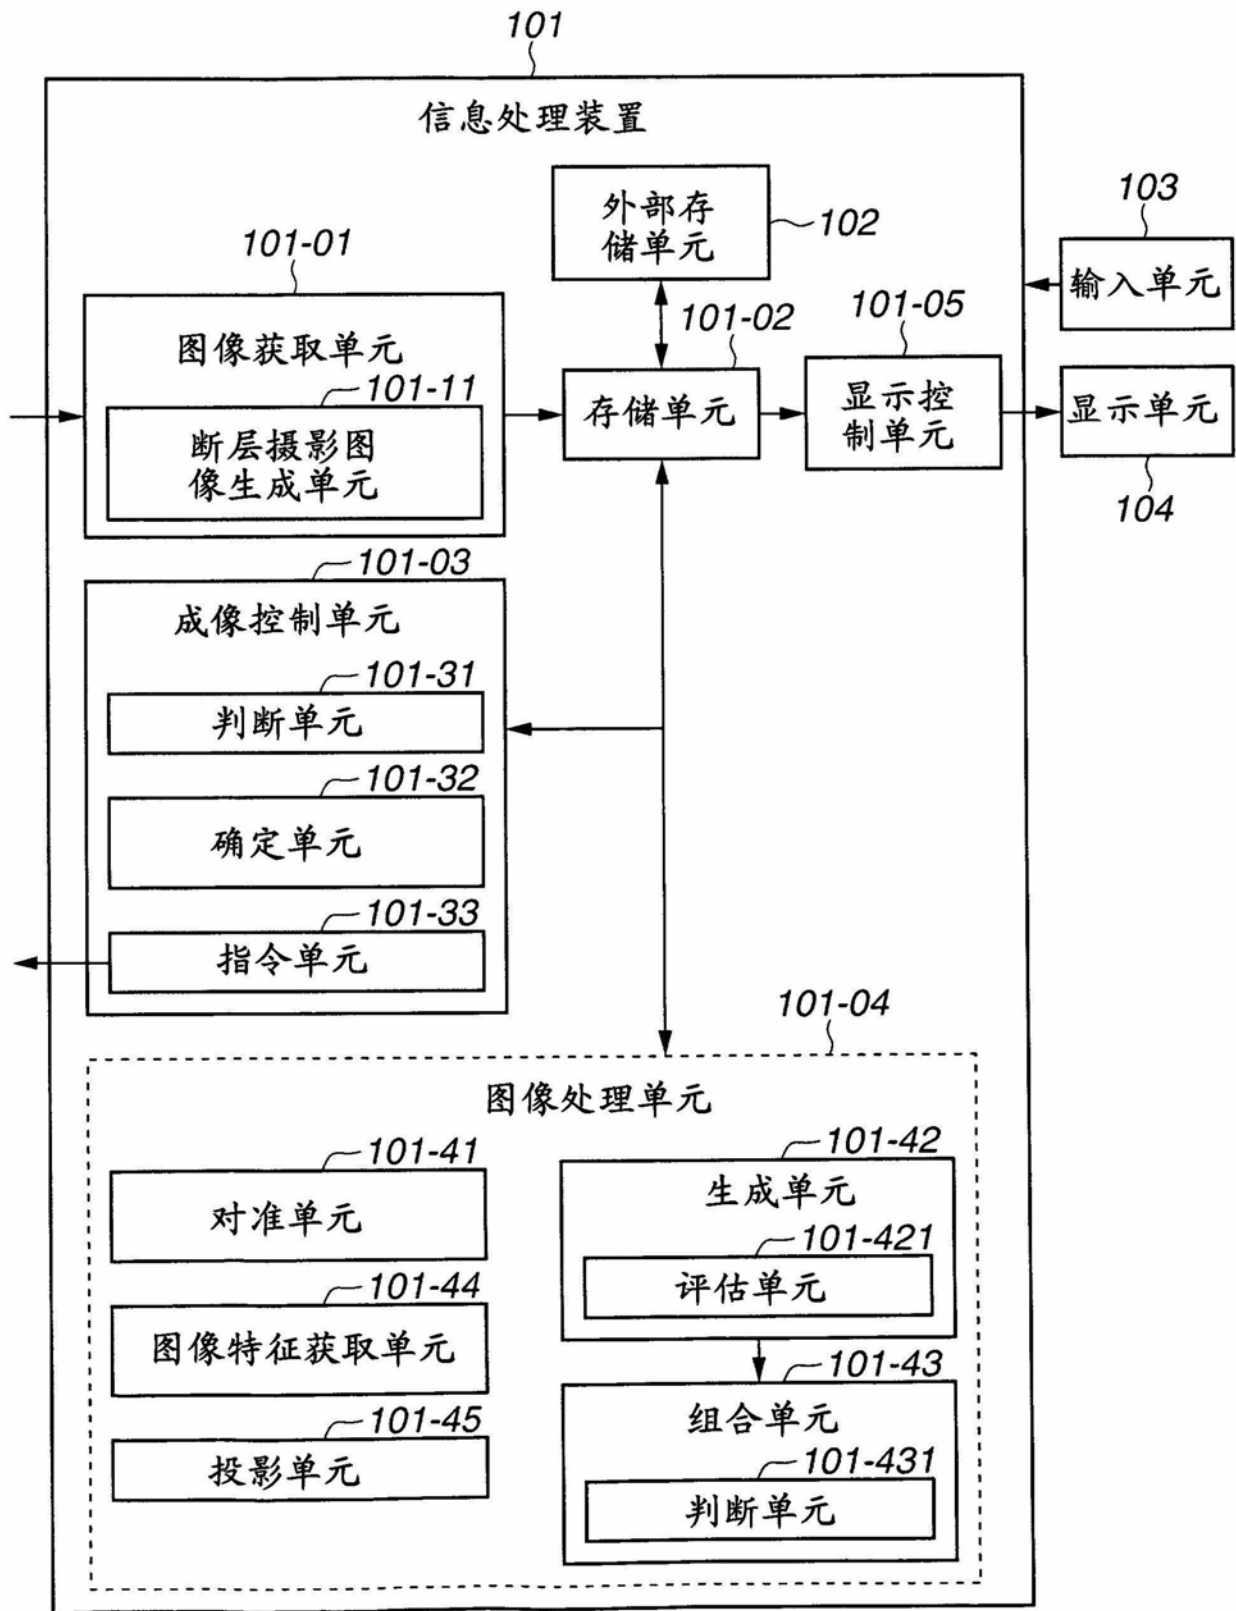 101
信息处理装置
外部存
储单元
102
103
输入单元
101-01
图像获取单元
101-11
断层摄影图
像生成单元
101-02
存储单元
101-05
显示控
制单元
显示单元
104
101-03
成像控制单元
101-31
判断单元
101-32
确定单元
101-33
指令单元
101-04
图像处理单元
101-41
对准单元
101-44
图像特征获取单元
101-45
投影单元
101-42
生成单元
101-421
评估单元
101-43
组合单元
101-431
判断单元